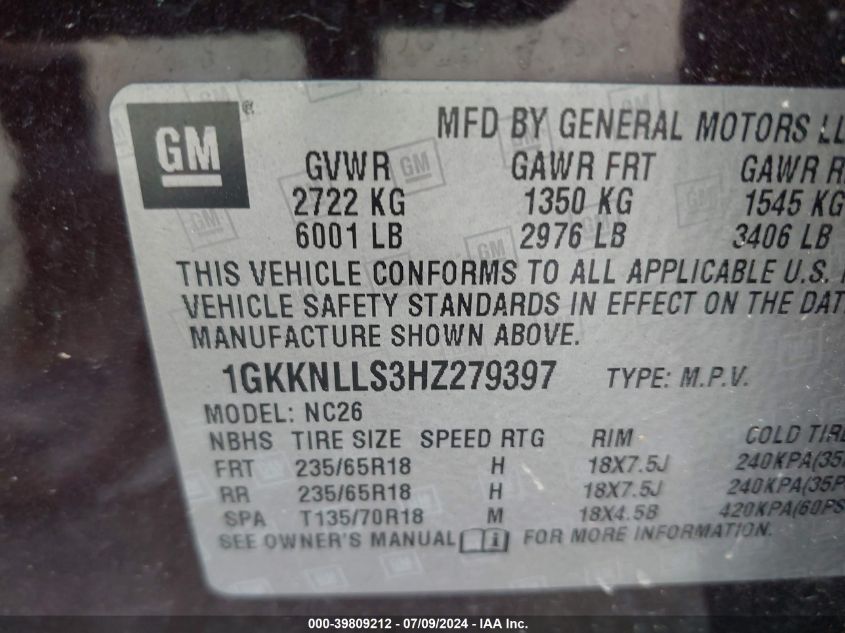 GM®
MFD BY GENERAL MOTORS LL
GVWR GAWR FRT GAWR R
2722 KG 1350 KG 1545 KG
6001 LB 2976 LB 3406 LB
THIS VEHICLE CONFORMS TO ALL APPLICABLE U.S.
VEHICLE SAFETY STANDARDS IN EFFECT ON THE DAT
MANUFACTURE SHOWN ABOVE.
1GKKNLLS3HZ279397 TYPE: M.P.V.
MODEL: NC26
NBHS TIRE SIZE SPEED RTG RIM COLD TIRE
FRT 235/65R18 H 18X7.5J 240KPA(35
RR 235/65R18 H 18X7.5J 240KPA(35P
SPA T135/70R18 M 18X4.5B 420KPA(60PS
SEE OWNER'S MANUAL FOR MORE INFORMATION.
000-39809212 - 07/09/2024 - IAA Inc.